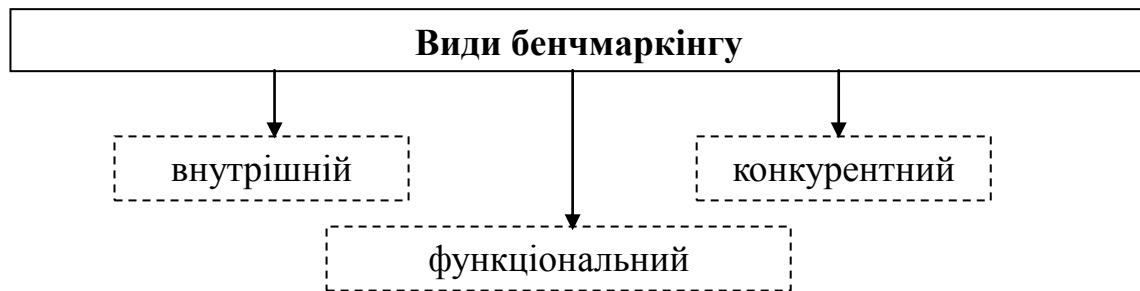 Види бенчмаркінгу
внутрішній
конкурентний
функціональний